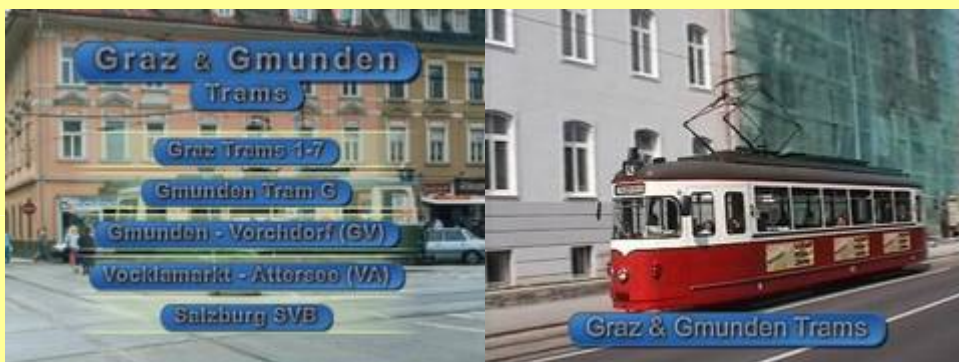 Graz & Gmunden
Trams
Graz Trams 1-7
Gmunden Tram G
Gmunden - Vorchdorf (GV)
Vocklamarkt - Attersee (VA)
Salzburg SVB
Graz & Gmunden Trams